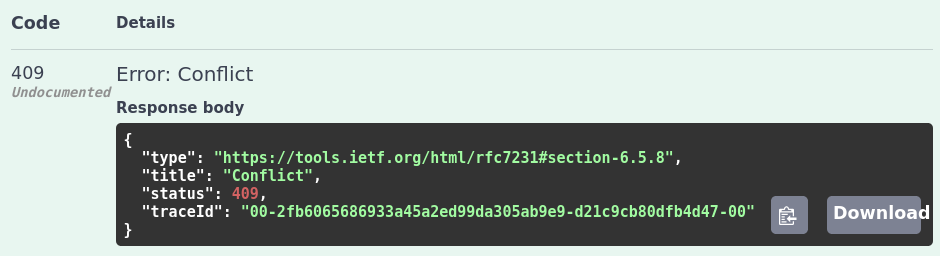 Code Details
409 Error: Conflict
Undocumented
Response body
{
"type": "https://tools.ietf.org/html/rfc7231#section-6.5.8",
"title": "Conflict",
"status": 409,
"traceId": "00-2fb6065686933a45a2ed99da305ab9e9-d21c9cb80dfb4d47-00"
}
Download